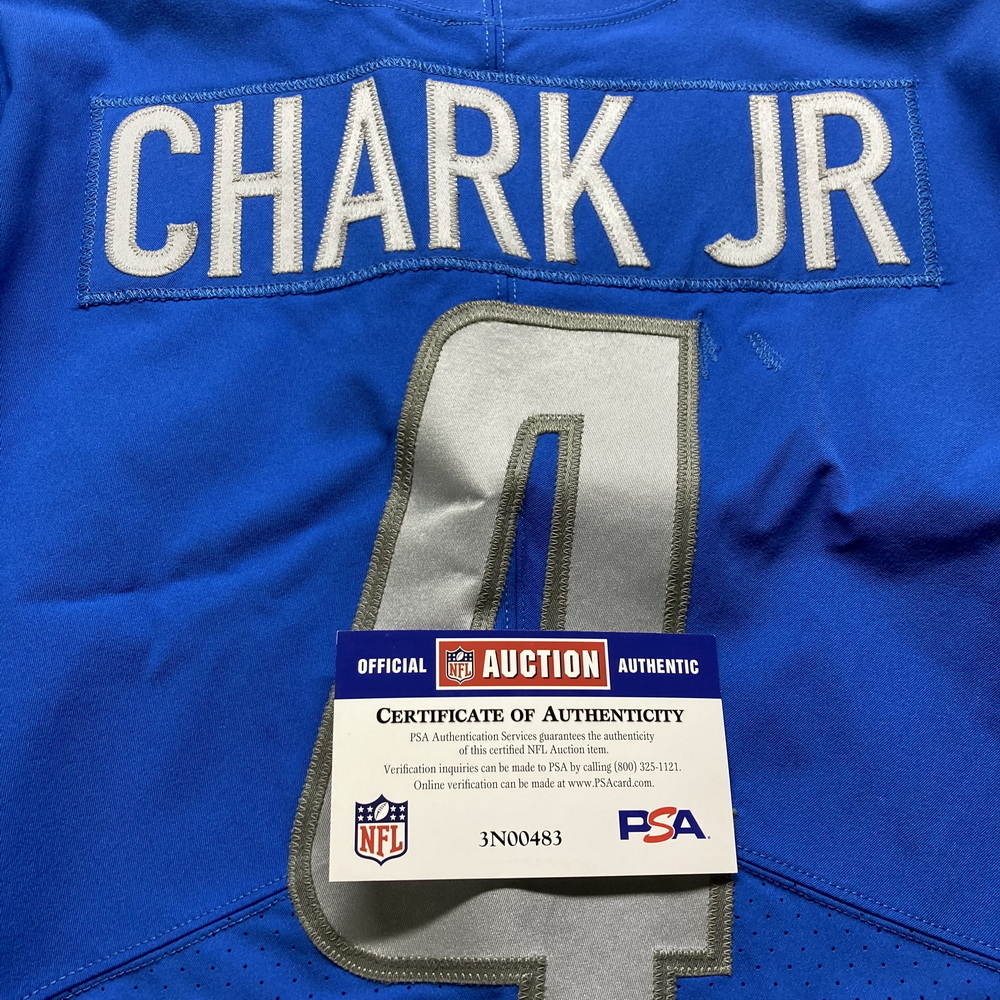 CHARK JR
4
OFFICIAL NFL AUCTION AUTHENTIC
CERTIFICATE OF AUTHENTICITY
PSA Authentication Services guarantees the authenticity
of this certified NFL Auction item.
Verification inquiries can be made to PSA by calling (800) 325-1121.
Online verification can be made at www.PSAcard.com.
NFL 3N00483 PSA